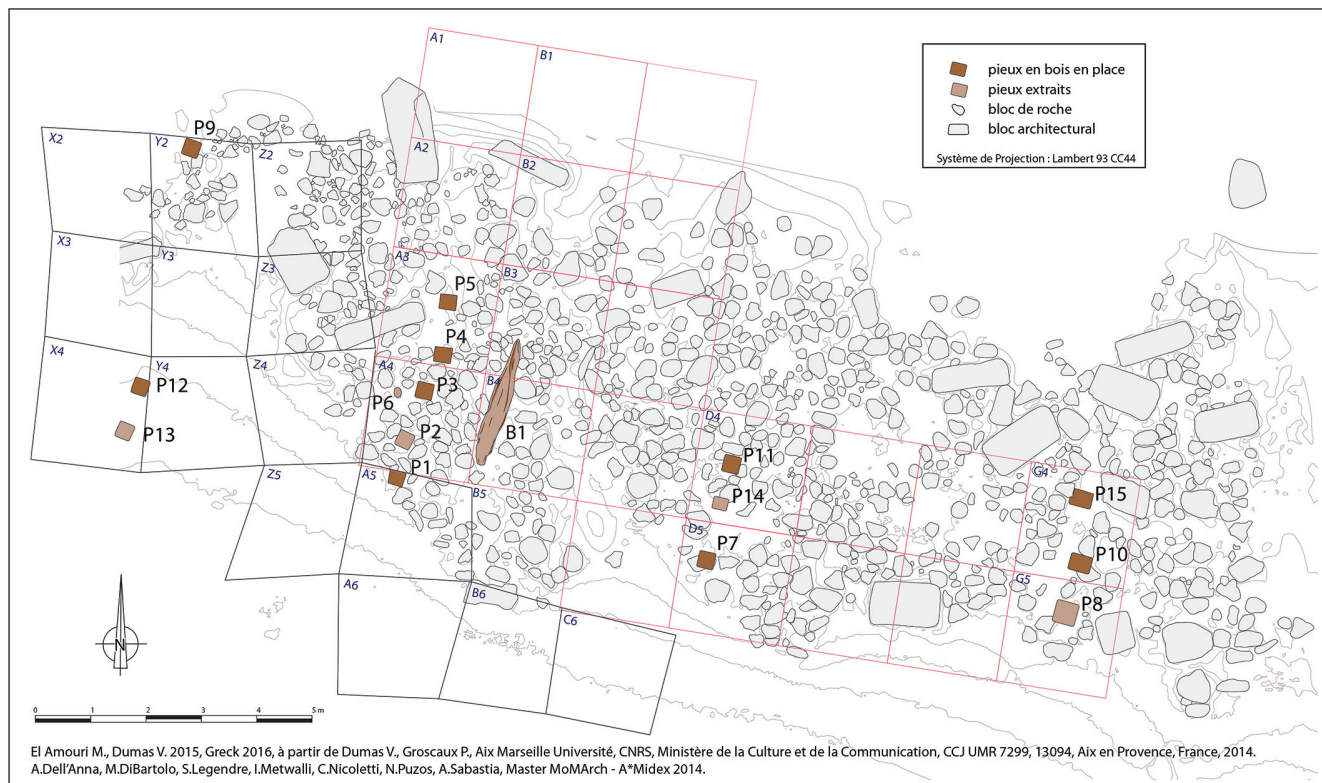 A1
B1
pieux en bois en place
pieux extraits
bloc de roche
bloc architectural
Système de Projection : Lambert 93 CC44
P9
X2
Y2
Z2
A2
B2
X3
Y3
Z3
A3
B3
P5
P4
X4
Y4
Z4
A4
B4
P12
P3
P6
D4
P13
P2
B1
P11
G4
P1
Z5
A5
B5
P14
P15
D5
P7
P10
A6
B6
G5
P8
C6
N
0 1 2 3 4 5 m
El Amouri M., Dumas V. 2015, Greck 2016, à partir de Dumas V., Groscaux P., Aix Marseille Université, CNRS, Ministère de la Culture et de la Communication, CCJ UMR 7299, 13094, Aix en Provence, France, 2014.
A.Dell'Anna, M.DiBartolo, S.Legendre, I.Metwalli, C.Nicoletti, N.Puzos, A.Sabastia, Master MoMArch - A*Midex 2014.